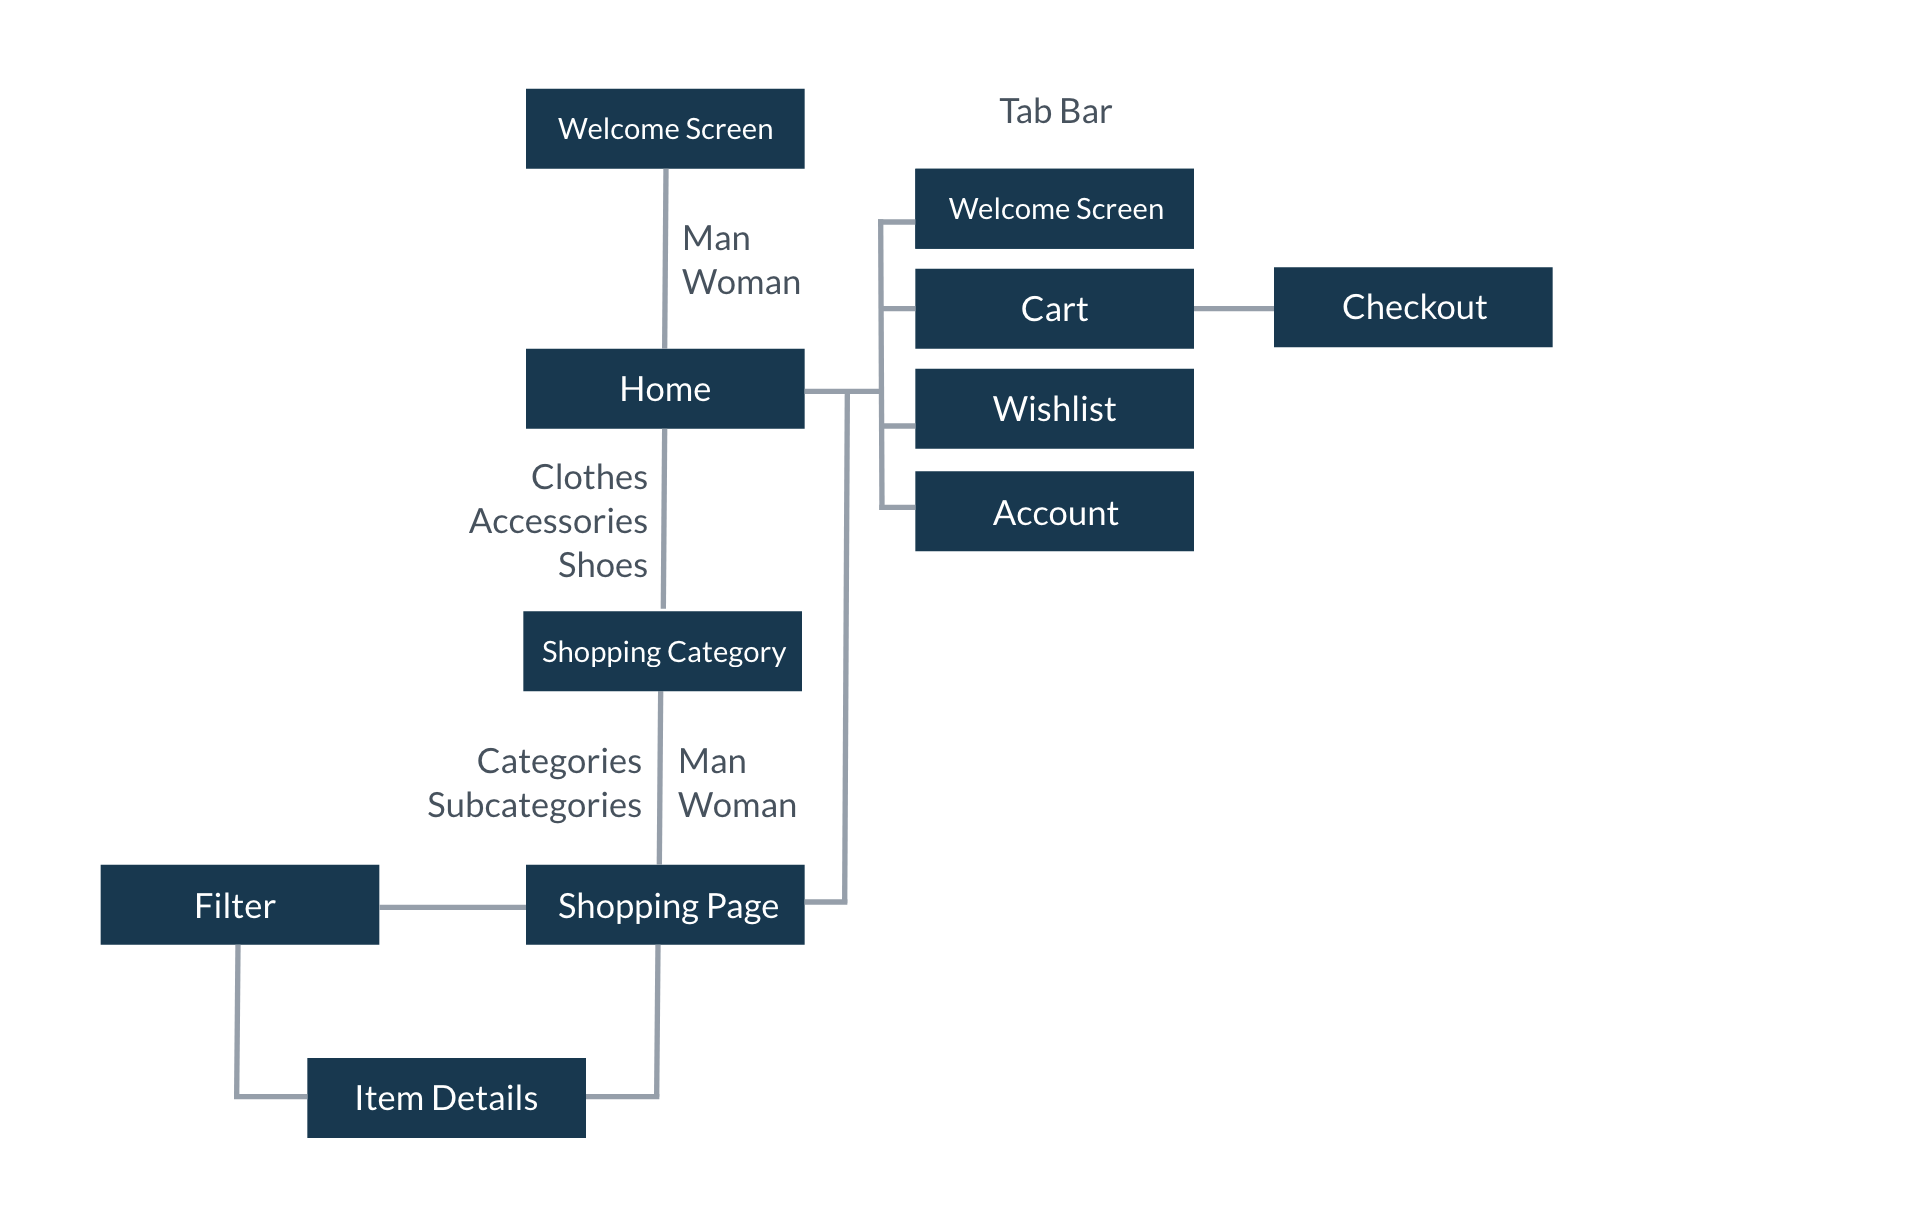 Welcome Screen
Tab Bar
Welcome Screen
Man
Woman
Cart
Checkout
Home
Wishlist
Clothes
Accessories
Shoes
Account
Shopping Category
Categories
Subcategories
Man
Woman
Filter
Shopping Page
Item Details